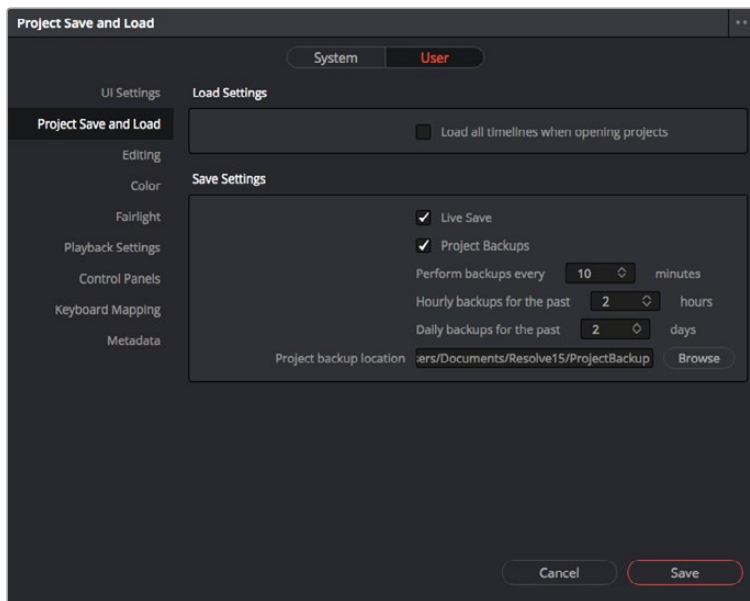 Project Save and Load
System
User
UI Settings
Project Save and Load
Editing
Color
Fairlight
Playback Settings
Control Panels
Keyboard Mapping
Metadata
Load Settings
Load all timelines when opening projects
Save Settings
Live Save
Project Backups
Perform backups every 10 minutes
Hourly backups for the past 2 hours
Daily backups for the past 2 days
Project backup location ers/Documents/Resolve15/ProjectBackup Browse
Cancel
Save